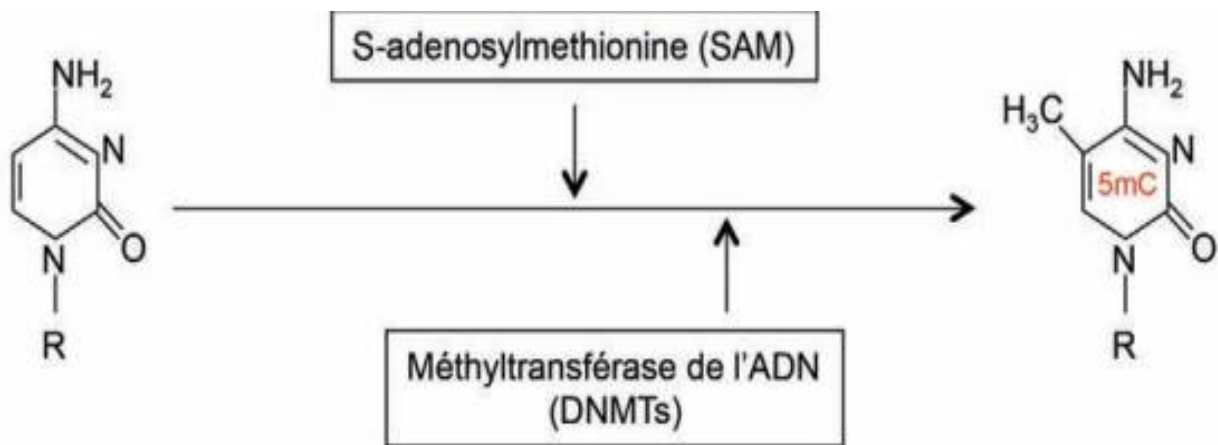 S-adenosylmethionine (SAM)
NH₂
N
O
N
R
NH₂
H₃C
N
5mC
O
N
R
Méthyltransférase de l'ADN
(DNMTs)